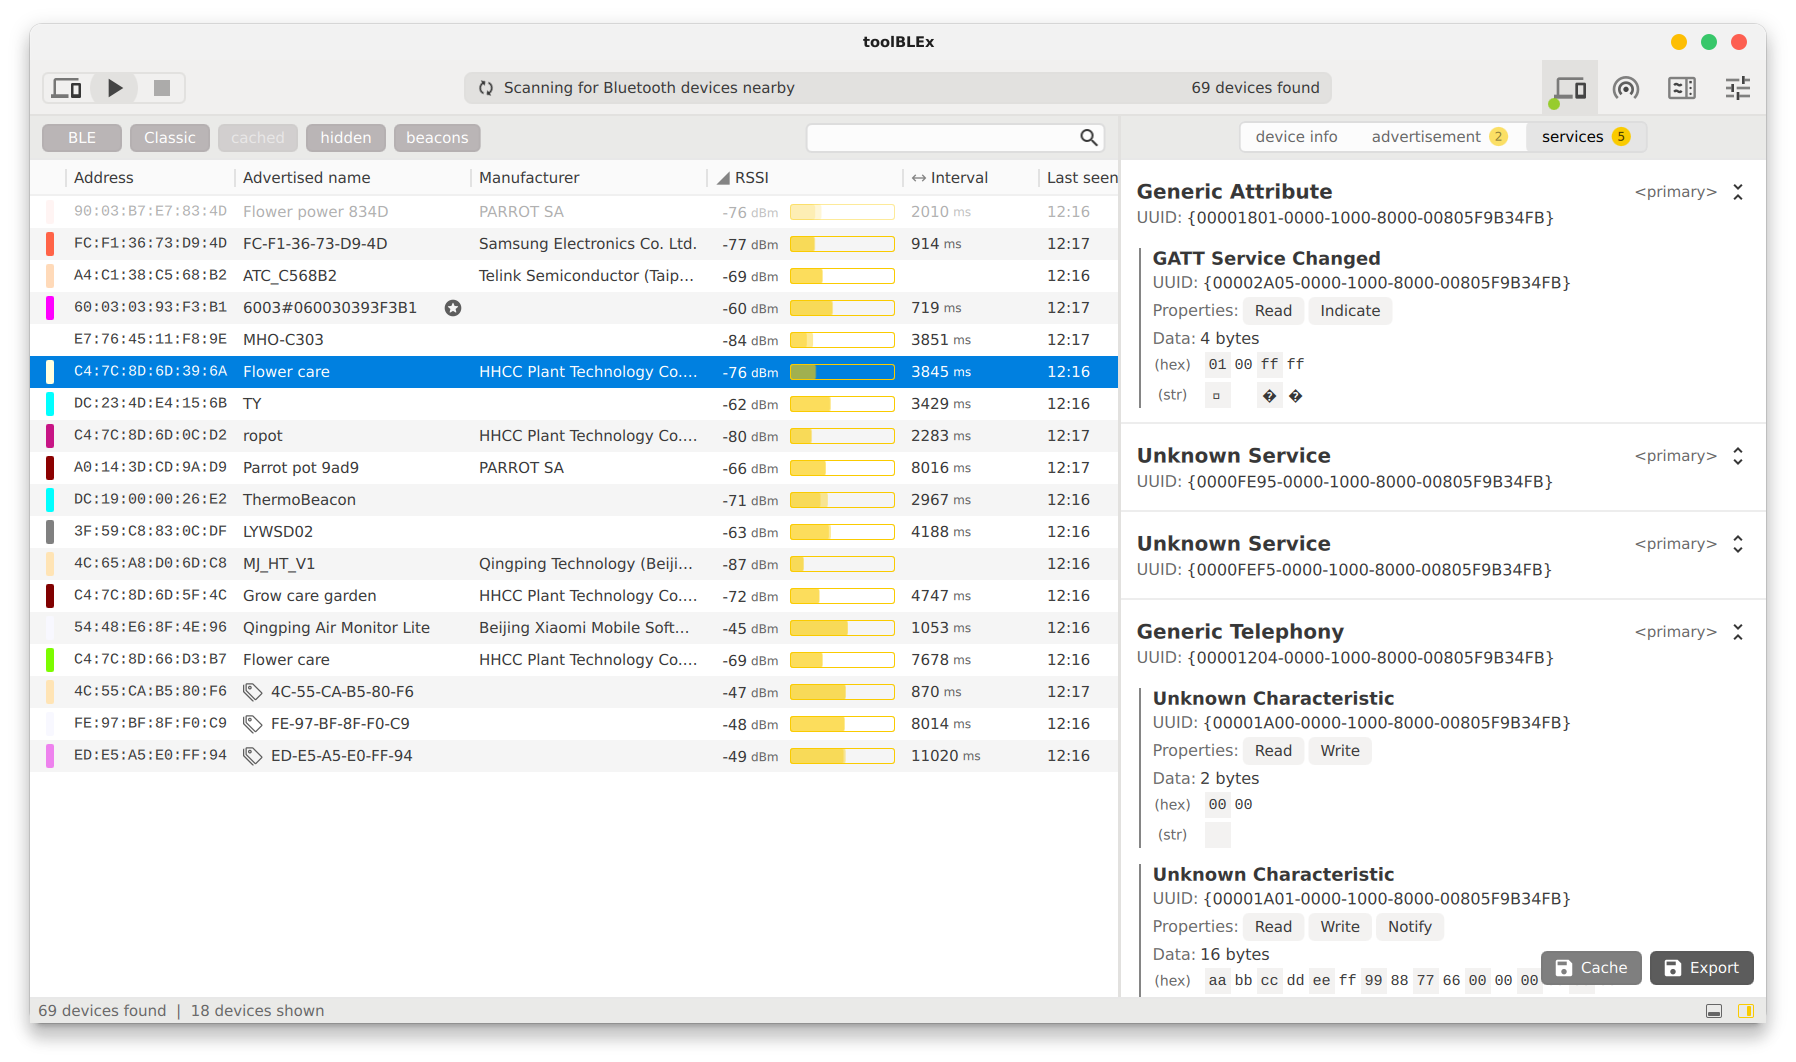 toolBLEx
Scanning for Bluetooth devices nearby 69 devices found
BLE Classic cached hidden beacons
device info advertisement 2 services 5
Address Advertised name Manufacturer RSSI Interval Last seen
90:03:B7:E7:83:4D Flower power 834D PARROT SA -76 dBm 2010 ms 12:16
FC:F1:36:73:D9:4D FC-F1-36-73-D9-4D Samsung Electronics Co. Ltd. -77 dBm 914 ms 12:17
A4:C1:38:C5:68:B2 ATC_C568B2 Telink Semiconductor (Taip... -69 dBm 12:16
60:03:03:93:F3:B1 6003#060030393F3B1 -60 dBm 719 ms 12:17
E7:76:45:11:F8:9E MHO-C303 -84 dBm 3851 ms 12:17
C4:7C:8D:6D:39:6A Flower care HHCC Plant Technology Co.... -76 dBm 3845 ms 12:16
DC:23:4D:E4:15:6B TY -62 dBm 3429 ms 12:16
C4:7C:8D:6D:0C:D2 ropot HHCC Plant Technology Co.... -80 dBm 2283 ms 12:17
A0:14:3D:CD:9A:D9 Parrot pot 9ad9 PARROT SA -66 dBm 8016 ms 12:17
DC:19:00:00:26:E2 ThermoBeacon -71 dBm 2967 ms 12:16
3F:59:C8:83:0C:DF LYWSD02 -63 dBm 4188 ms 12:16
4C:65:A8:D0:6D:C8 MJ_HT_V1 Qingping Technology (Beiji... -87 dBm 12:16
C4:7C:8D:6D:5F:4C Grow care garden HHCC Plant Technology Co.... -72 dBm 4747 ms 12:16
54:48:E6:8F:4E:96 Qingping Air Monitor Lite Beijing Xiaomi Mobile Soft... -45 dBm 1053 ms 12:16
C4:7C:8D:66:D3:B7 Flower care HHCC Plant Technology Co.... -69 dBm 7678 ms 12:16
4C:55:CA:B5:80:F6 4C-55-CA-B5-80-F6 -47 dBm 870 ms 12:17
FE:97:BF:8F:F0:C9 FE-97-BF-8F-F0-C9 -48 dBm 8014 ms 12:16
ED:E5:A5:E0:FF:94 ED-E5-A5-E0-FF-94 -49 dBm 11020 ms 12:16
Generic Attribute <primary>
UUID: {00001801-0000-1000-8000-00805F9B34FB}
GATT Service Changed
UUID: {00002A05-0000-1000-8000-00805F9B34FB}
Properties: Read Indicate
Data: 4 bytes
(hex) 01 00 ff ff
(str) ¤ � �
Unknown Service <primary>
UUID: {0000FE95-0000-1000-8000-00805F9B34FB}
Unknown Service <primary>
UUID: {0000FEF5-0000-1000-8000-00805F9B34FB}
Generic Telephony <primary>
UUID: {00001204-0000-1000-8000-00805F9B34FB}
Unknown Characteristic
UUID: {00001A00-0000-1000-8000-00805F9B34FB}
Properties: Read Write
Data: 2 bytes
(hex) 00 00
(str)
Unknown Characteristic
UUID: {00001A01-0000-1000-8000-00805F9B34FB}
Properties: Read Write Notify
Data: 16 bytes
(hex) aa bb cc dd ee ff 99 88 77 66 00 00 00
Cache Export
69 devices found | 18 devices shown